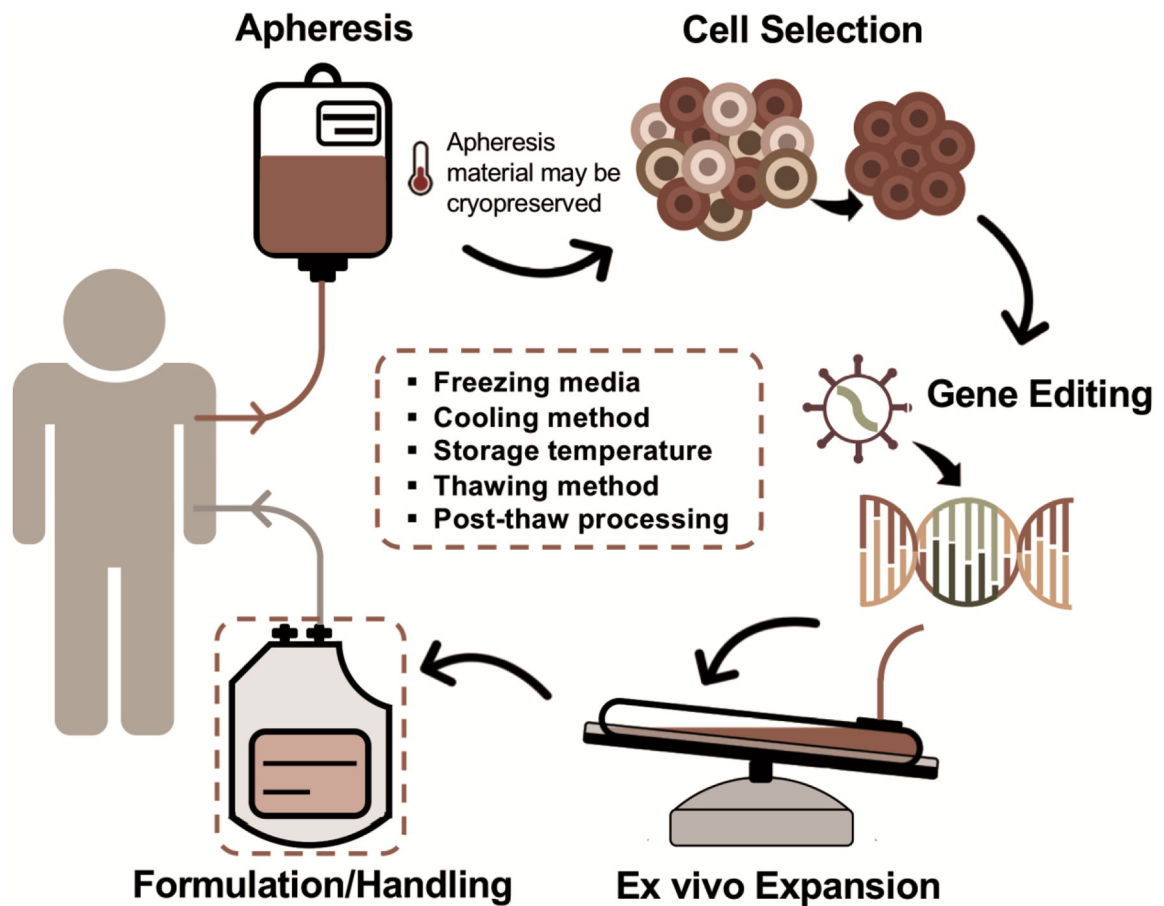 Apheresis
Cell Selection
Apheresis
material may be
cryopreserved
▪ Freezing media
▪ Cooling method
▪ Storage temperature
▪ Thawing method
▪ Post-thaw processing
Gene Editing
Formulation/Handling
Ex vivo Expansion